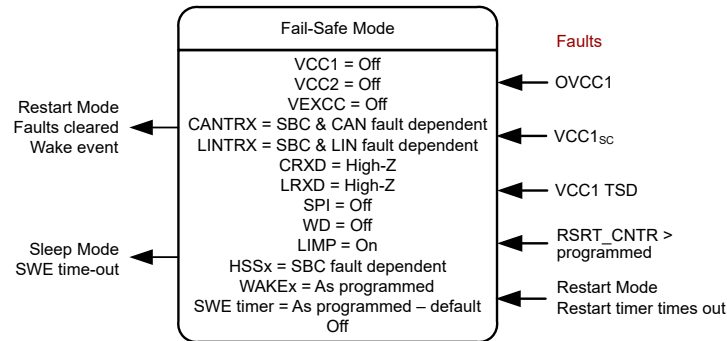 Fail-Safe Mode
VCC1 = Off
VCC2 = Off
VEXCC = Off
CANTRX = SBC & CAN fault dependent
LINTRX = SBC & LIN fault dependent
CRXD = High-Z
LRXD = High-Z
SPI = Off
WD = Off
LIMP = On
HSSx = SBC fault dependent
WAKEx = As programmed
SWE timer = As programmed – default
Off
Restart Mode
Faults cleared
Wake event
Sleep Mode
SWE time-out
Faults
OVCC1
VCC1SC
VCC1 TSD
RSRT_CNTR >
programmed
Restart Mode
Restart timer times out